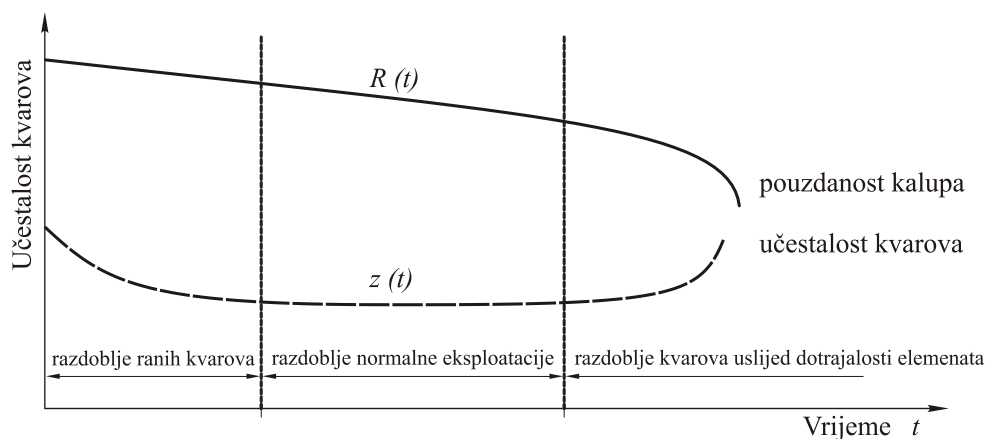 Učestalost kvarova
R (t)
pouzdanost kalupa
učestalost kvarova
z (t)
razdoblje ranih kvarova
razdoblje normalne eksploatacije
razdoblje kvarova uslijed dotrajalosti elemenata
Vrijeme t